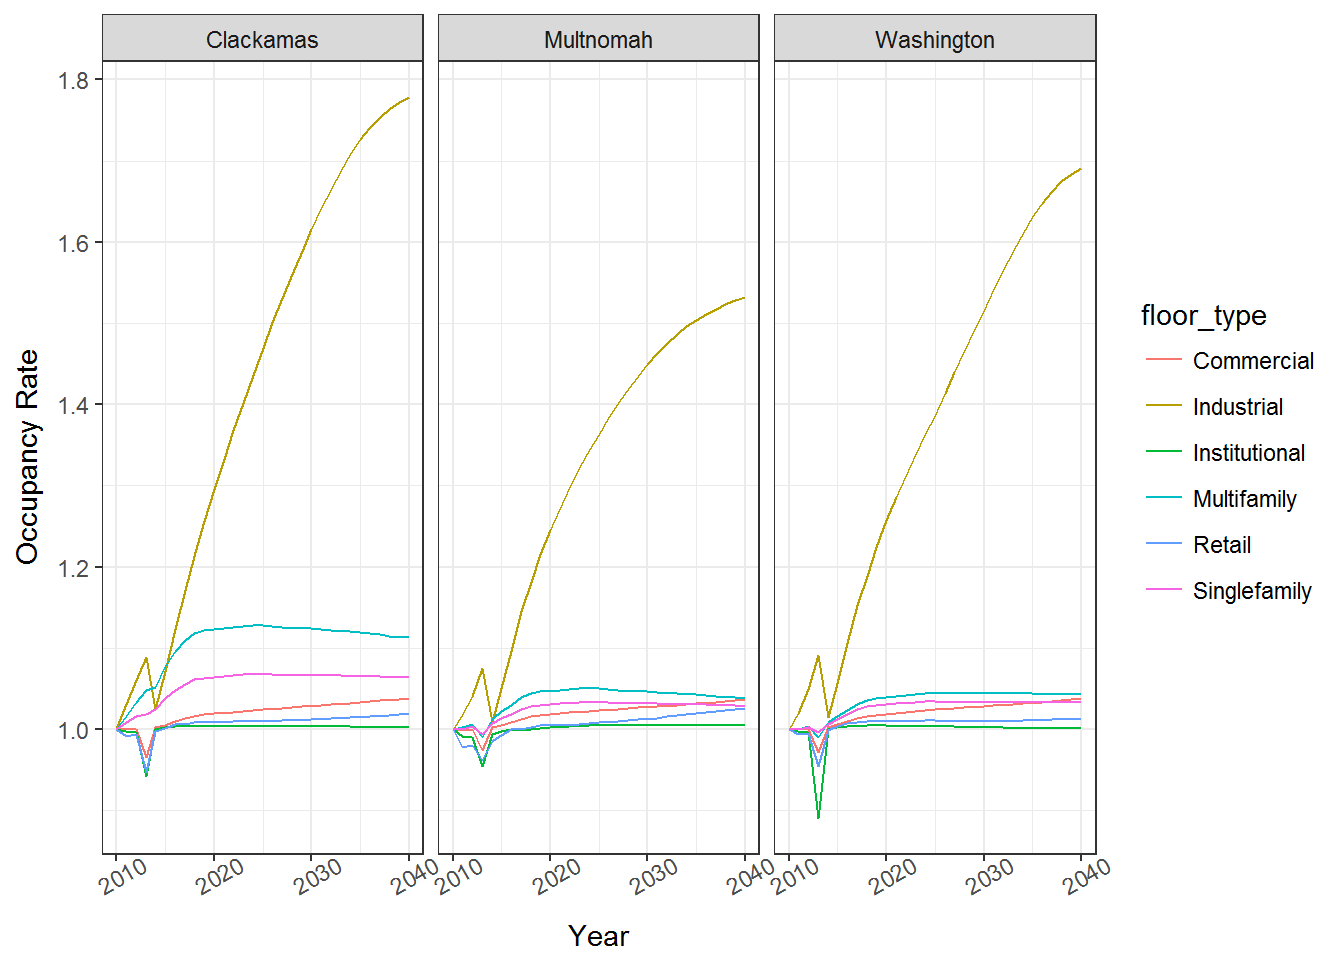 Clackamas Multnomah Washington
1.8
1.6
1.4
1.2
1.0
Occupancy Rate
2010 2020 2030 2040 2010 2020 2030 2040 2010 2020 2030 2040
Year
floor_type
Commercial
Industrial
Institutional
Multifamily
Retail
Singlefamily